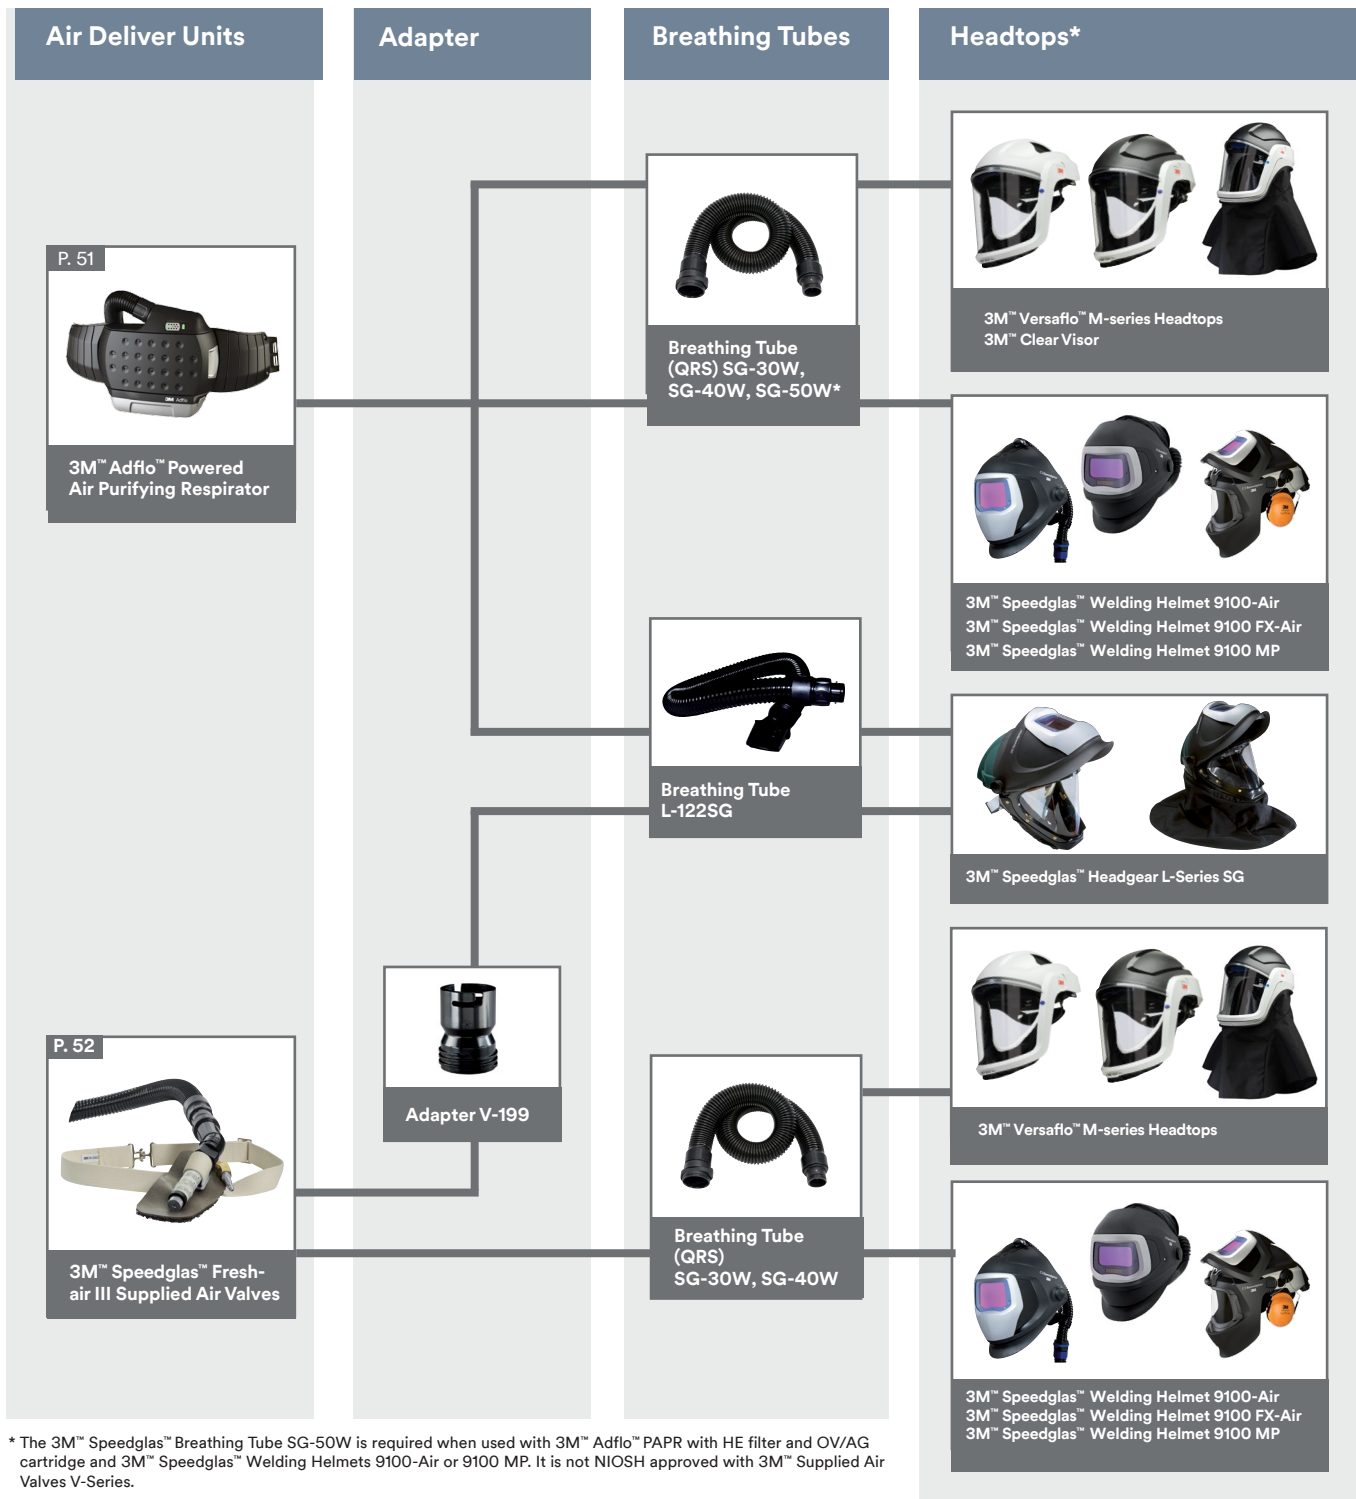 Air Deliver Units
Adapter
Breathing Tubes
Headtops*
P. 51
3M™ Adflo™ Powered
Air Purifying Respirator
Breathing Tube
(QRS) SG-30W,
SG-40W, SG-50W*
3M™ Versaflo™ M-series Headtops
3M™ Clear Visor
3M™ Speedglas™ Welding Helmet 9100-Air
3M™ Speedglas™ Welding Helmet 9100 FX-Air
3M™ Speedglas™ Welding Helmet 9100 MP
Breathing Tube
L-122SG
3M™ Speedglas™ Headgear L-Series SG
P. 52
3M™ Speedglas™ Fresh-
air III Supplied Air Valves
Adapter V-199
Breathing Tube
(QRS)
SG-30W, SG-40W
3M™ Versaflo™ M-series Headtops
3M™ Speedglas™ Welding Helmet 9100-Air
3M™ Speedglas™ Welding Helmet 9100 FX-Air
3M™ Speedglas™ Welding Helmet 9100 MP
* The 3M™ Speedglas™ Breathing Tube SG-50W is required when used with 3M™ Adflo™ PAPR with HE filter and OV/AG
cartridge and 3M™ Speedglas™ Welding Helmets 9100-Air or 9100 MP. It is not NIOSH approved with 3M™ Supplied Air
Valves V-Series.